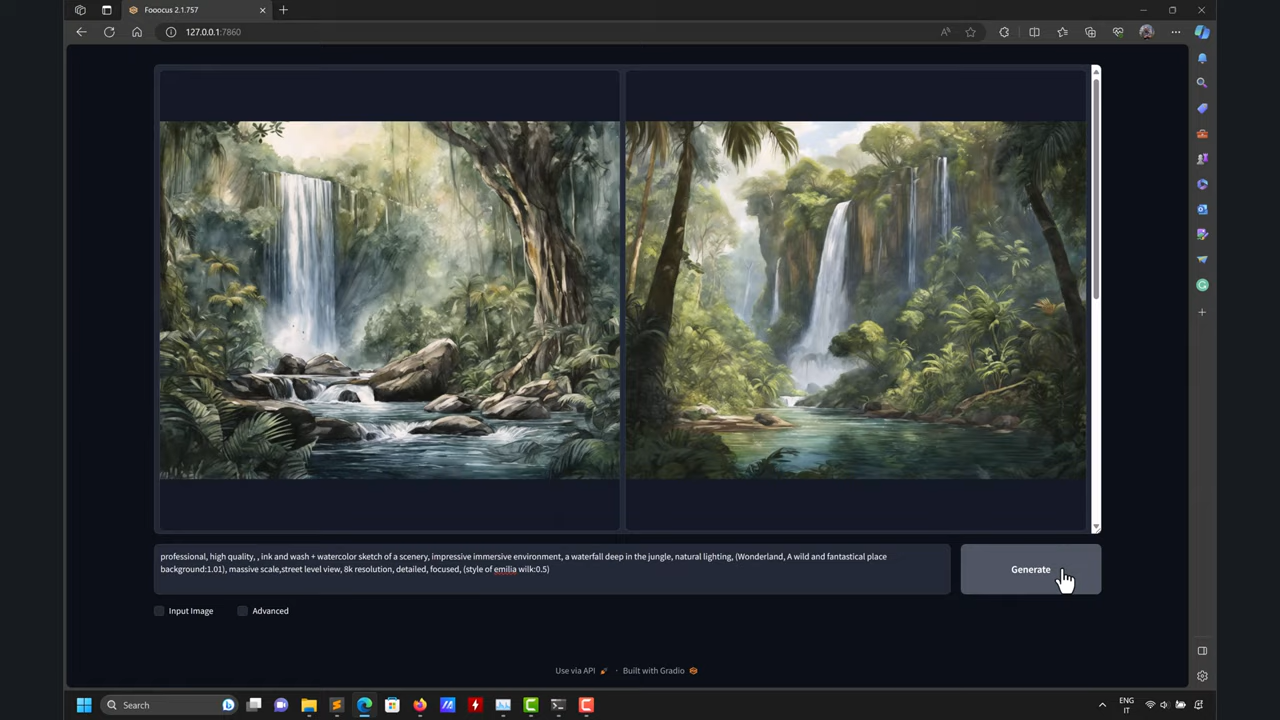 Fooocus 2.1.757
127.0.0.1:7860
professional, high quality, , ink and wash + watercolor sketch of a scenery, impressive immersive environment, a waterfall deep in the jungle, natural lighting, (Wonderland, A wild and fantastical place
background:1.01), massive scale,street level view, 8k resolution, detailed, focused, (style of emilia wilk:0.5)
Generate
Input Image
Advanced
Use via API · Built with Gradio
Search
ENG
IT